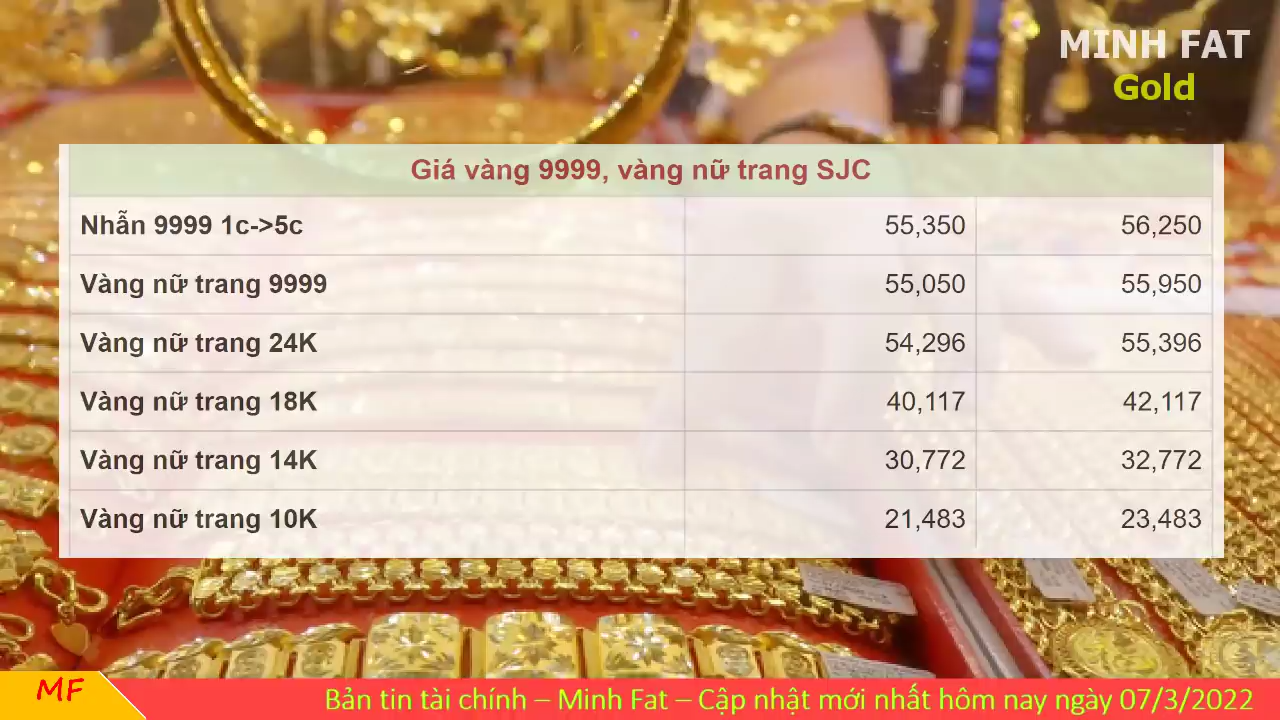 MINH FAT
Gold
Giá vàng 9999, vàng nữ trang SJC
Nhẫn 9999 1c->5c 55,350 56,250
Vàng nữ trang 9999 55,050 55,950
Vàng nữ trang 24K 54,296 55,396
Vàng nữ trang 18K 40,117 42,117
Vàng nữ trang 14K 30,772 32,772
Vàng nữ trang 10K 21,483 23,483
MF Bản tin tài chính – Minh Fat – Cập nhật mới nhất hôm nay ngày 07/3/2022